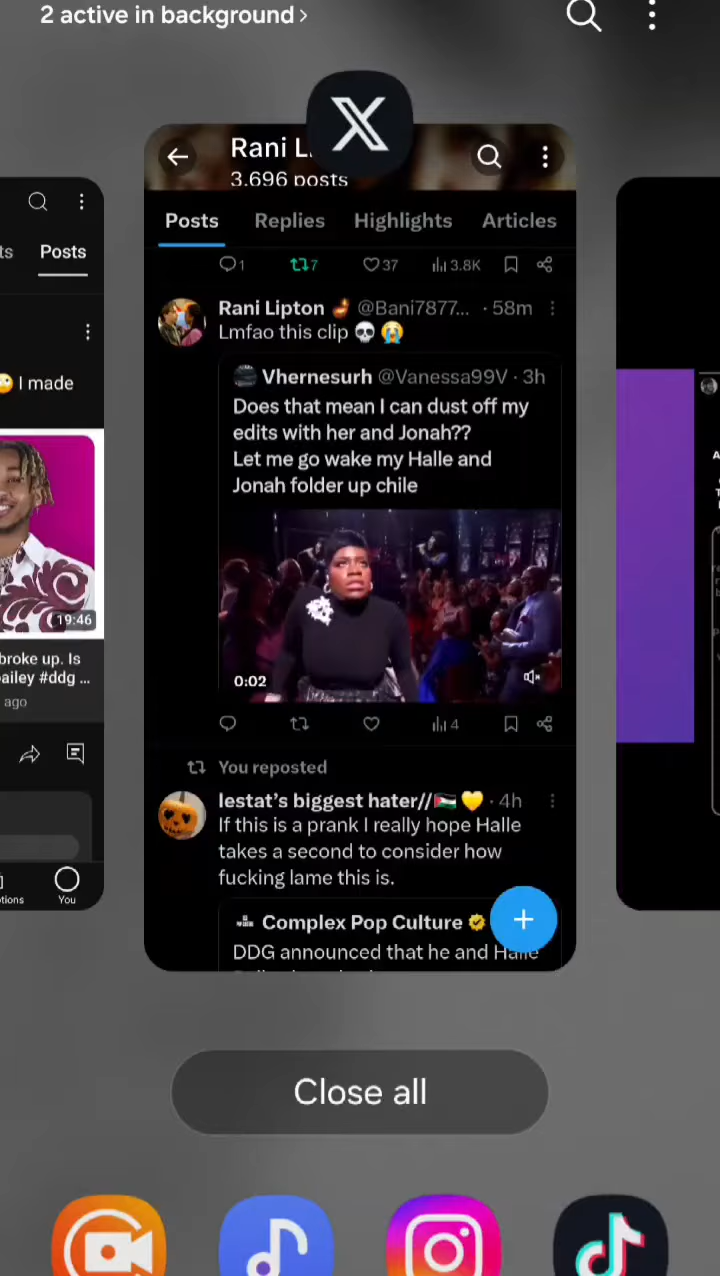 2 active in background >
Rani L
3.696 posts
Posts
Replies
Highlights
Articles
1
7
37
3.8K
Rani Lipton @Bani7877... · 58m
Lmfao this clip 💀😭
Vhernesurh @Vanessa99V · 3h
Does that mean I can dust off my
edits with her and Jonah??
Let me go wake my Halle and
Jonah folder up chile
0:02
4
You reposted
lestat's biggest hater//🇵🇸 💛 · 4h
If this is a prank I really hope Halle
takes a second to consider how
fucking lame this is.
Complex Pop Culture
DDG announced that he and Halle
ts
Posts
🙄 I made
19:46
broke up. Is
ailey #ddg ...
ago
tions
You
Close all